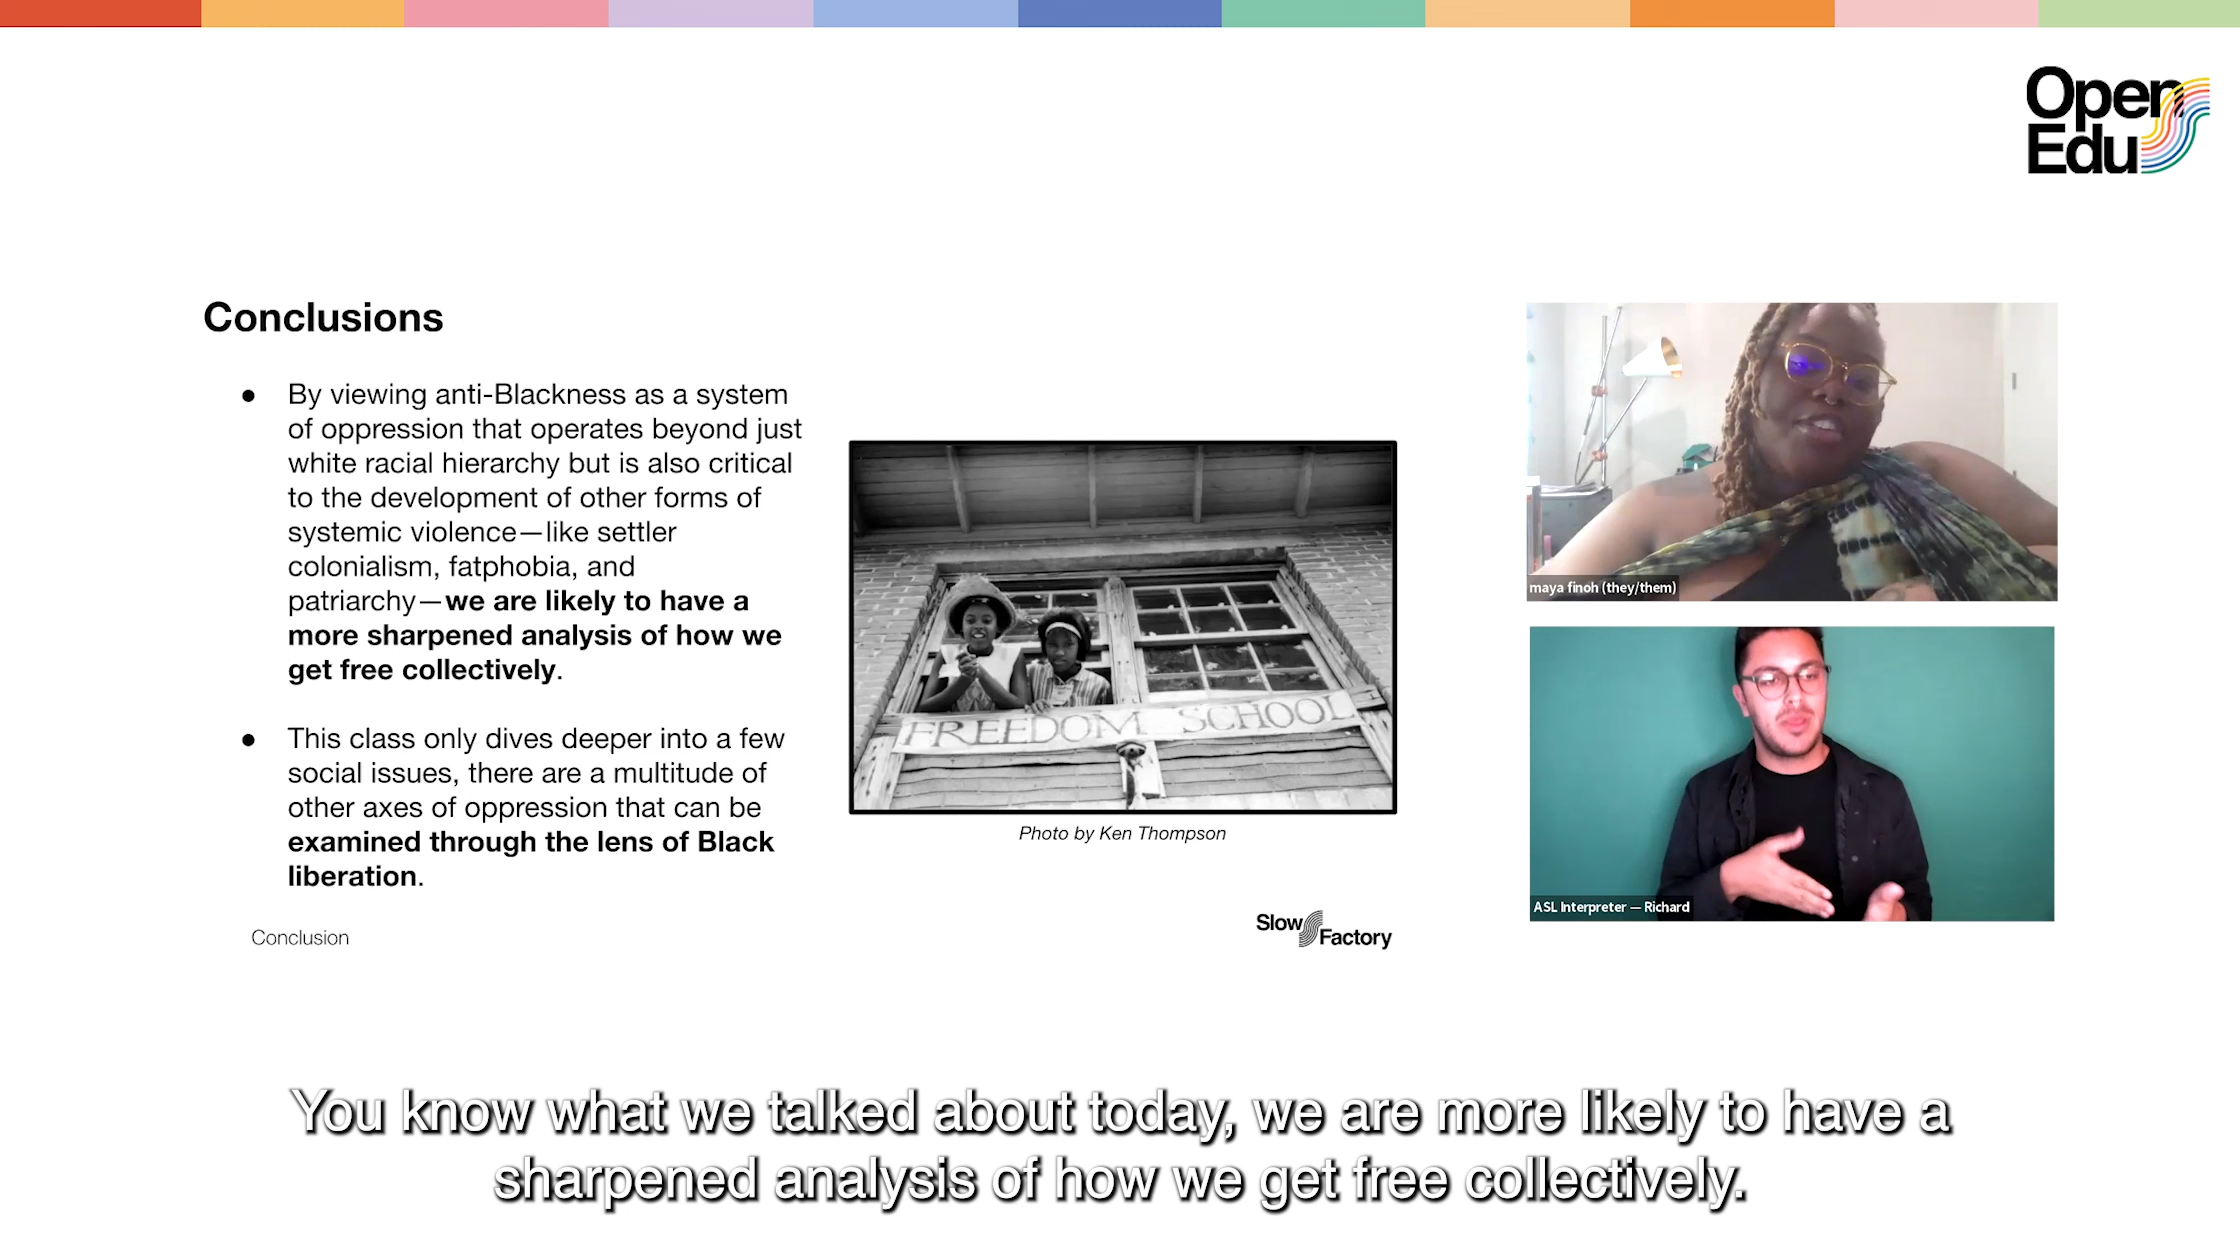 Open
Edu
Conclusions
● By viewing anti-Blackness as a system
of oppression that operates beyond just
white racial hierarchy but is also critical
to the development of other forms of
systemic violence—like settler
colonialism, fatphobia, and
patriarchy—we are likely to have a
more sharpened analysis of how we
get free collectively.
● This class only dives deeper into a few
social issues, there are a multitude of
other axes of oppression that can be
examined through the lens of Black
liberation.
Conclusion
FREEDOM SCHOOL
Photo by Ken Thompson
Slow
Factory
maya finoh (they/them)
ASL Interpreter — Richard
You know what we talked about today, we are more likely to have a
sharpened analysis of how we get free collectively.